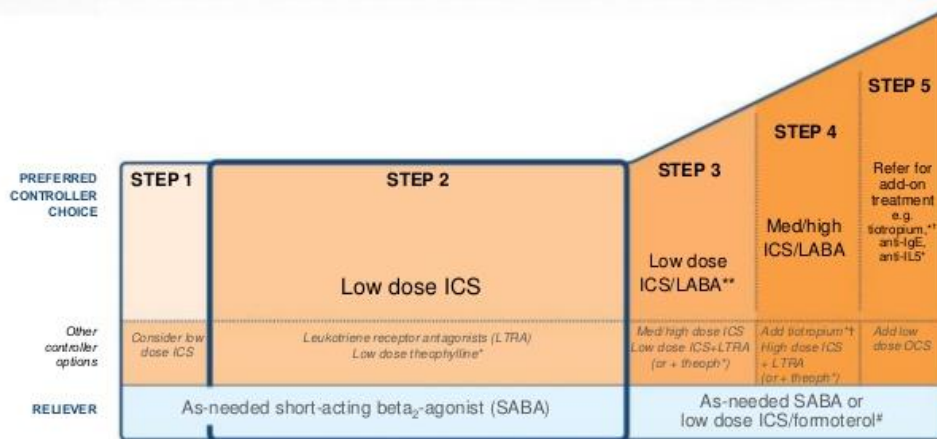 STEP 5
STEP 4
PREFERRED
CONTROLLER
CHOICE
STEP 1
STEP 2
STEP 3
Refer for
add-on
treatment
e.g.
tiotropium,*†
anti-IgE,
anti-IL5*
Med/high
ICS/LABA
Low dose
ICS/LABA**
Low dose ICS
Other
controller
options
Consider low
dose ICS
Leukotriene receptor antagonists (LTRA)
Low dose theophylline*
Med/high dose ICS
Low dose ICS+LTRA
(or + theoph*)
Add tiotropium*†
High dose ICS
+ LTRA
(or + theoph*)
Add low
dose OCS
RELIEVER
As-needed short-acting beta₂-agonist (SABA)
As-needed SABA or
low dose ICS/formoterol#